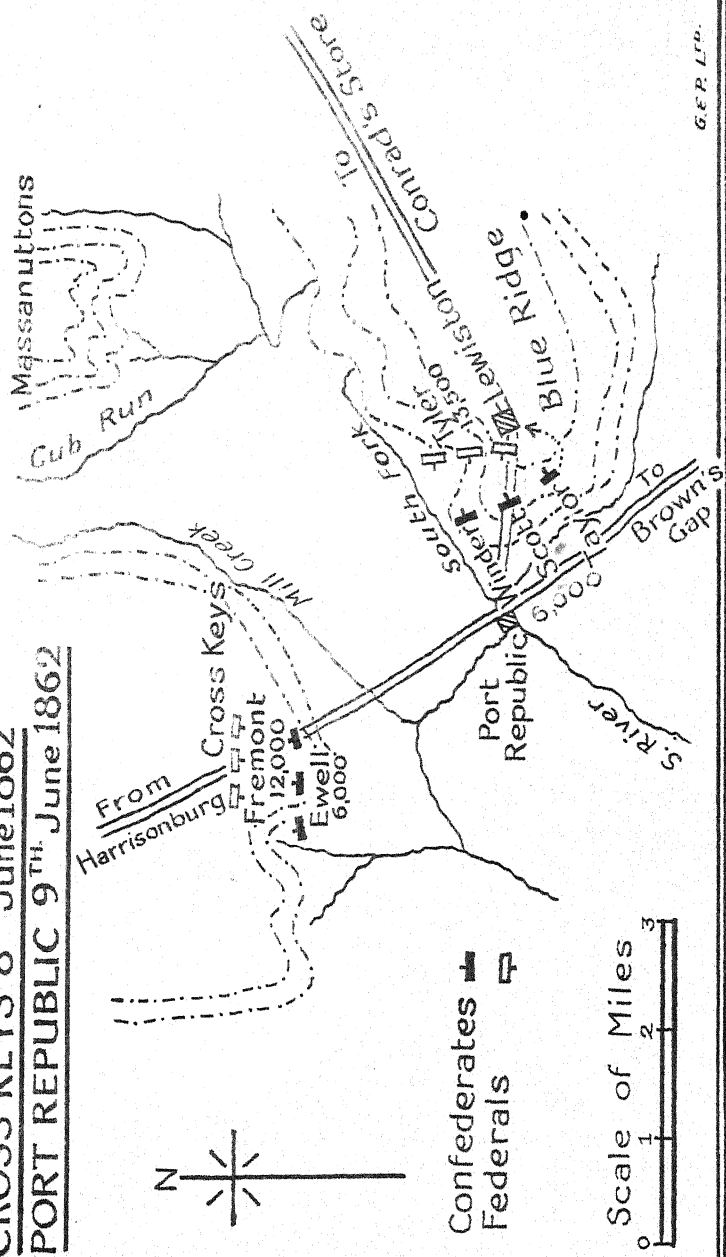 CROSS KEYS 8 June 1862
PORT REPUBLIC 9TH. June 1862
Massanuttons
Cub Run
From
Harrisonburg
Cross Keys
Mill Creek
Fremont
12,000
Ewell
6,000
To
Conrad's Store
South Fork
Tyler
Lewiston
Blue Ridge
Winder
Scott
Taylor
6,000
Port
Republic
S. River
To
Brown's
Gap
N
Confederates
Federals
Scale of Miles
0 1 2 3
G.E.P. LTD.